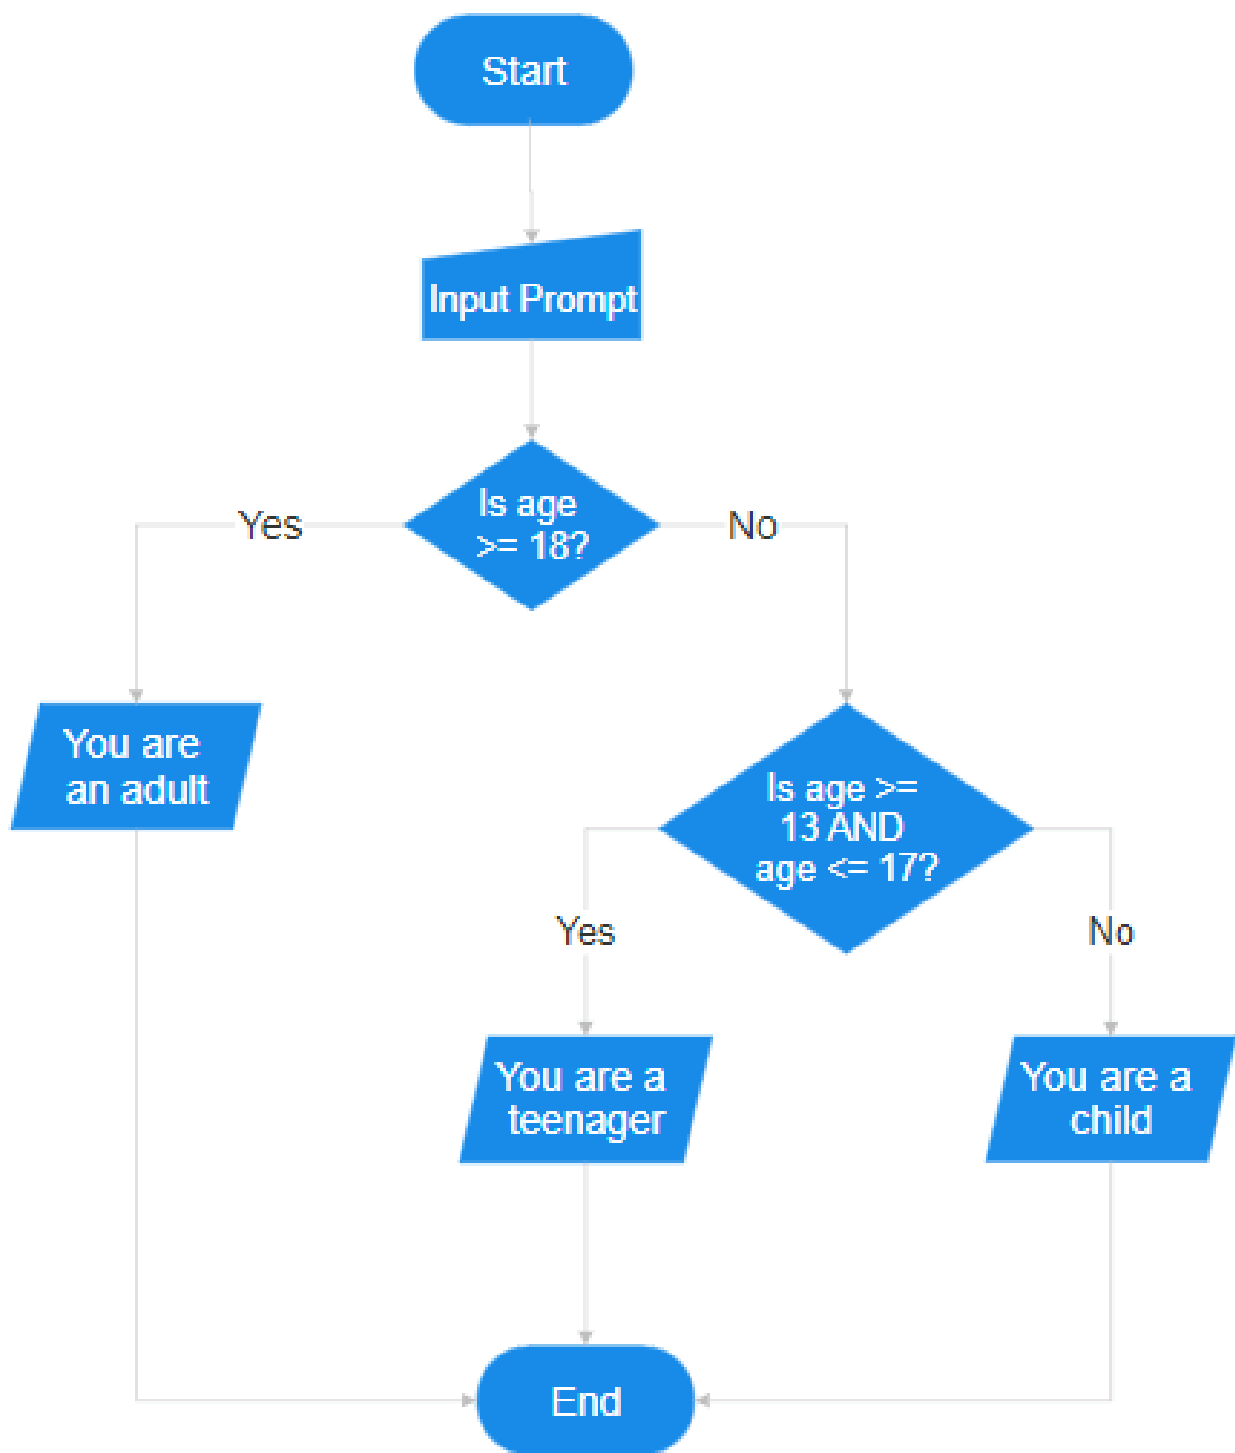 Start
Input Prompt
Is age
>= 18?
Yes
No
You are
an adult
Is age >=
13 AND
age <= 17?
Yes
No
You are a
teenager
You are a
child
End